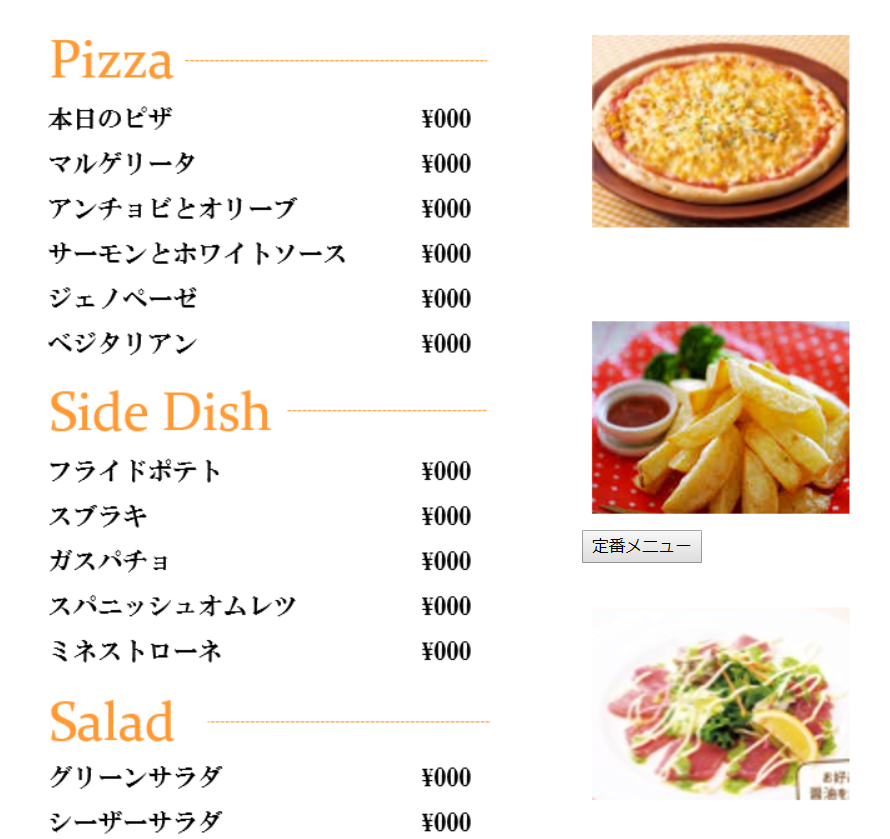 Pizza
本日のピザ ¥000
マルゲリータ ¥000
アンチョビとオリーブ ¥000
サーモンとホワイトソース ¥000
ジェノペーゼ ¥000
ベジタリアン ¥000
Side Dish
フライドポテト ¥000
スブラキ ¥000
ガスパチョ ¥000
スパニッシュオムレツ ¥000
ミネストローネ ¥000
定番メニュー
Salad
グリーンサラダ ¥000
シーザーサラダ ¥000
お好
醤油を